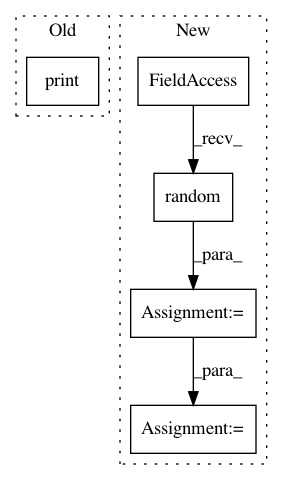 Old
New
print
FieldAccess
_recv_
random
_para_
Assignment:=
_para_
Assignment:=